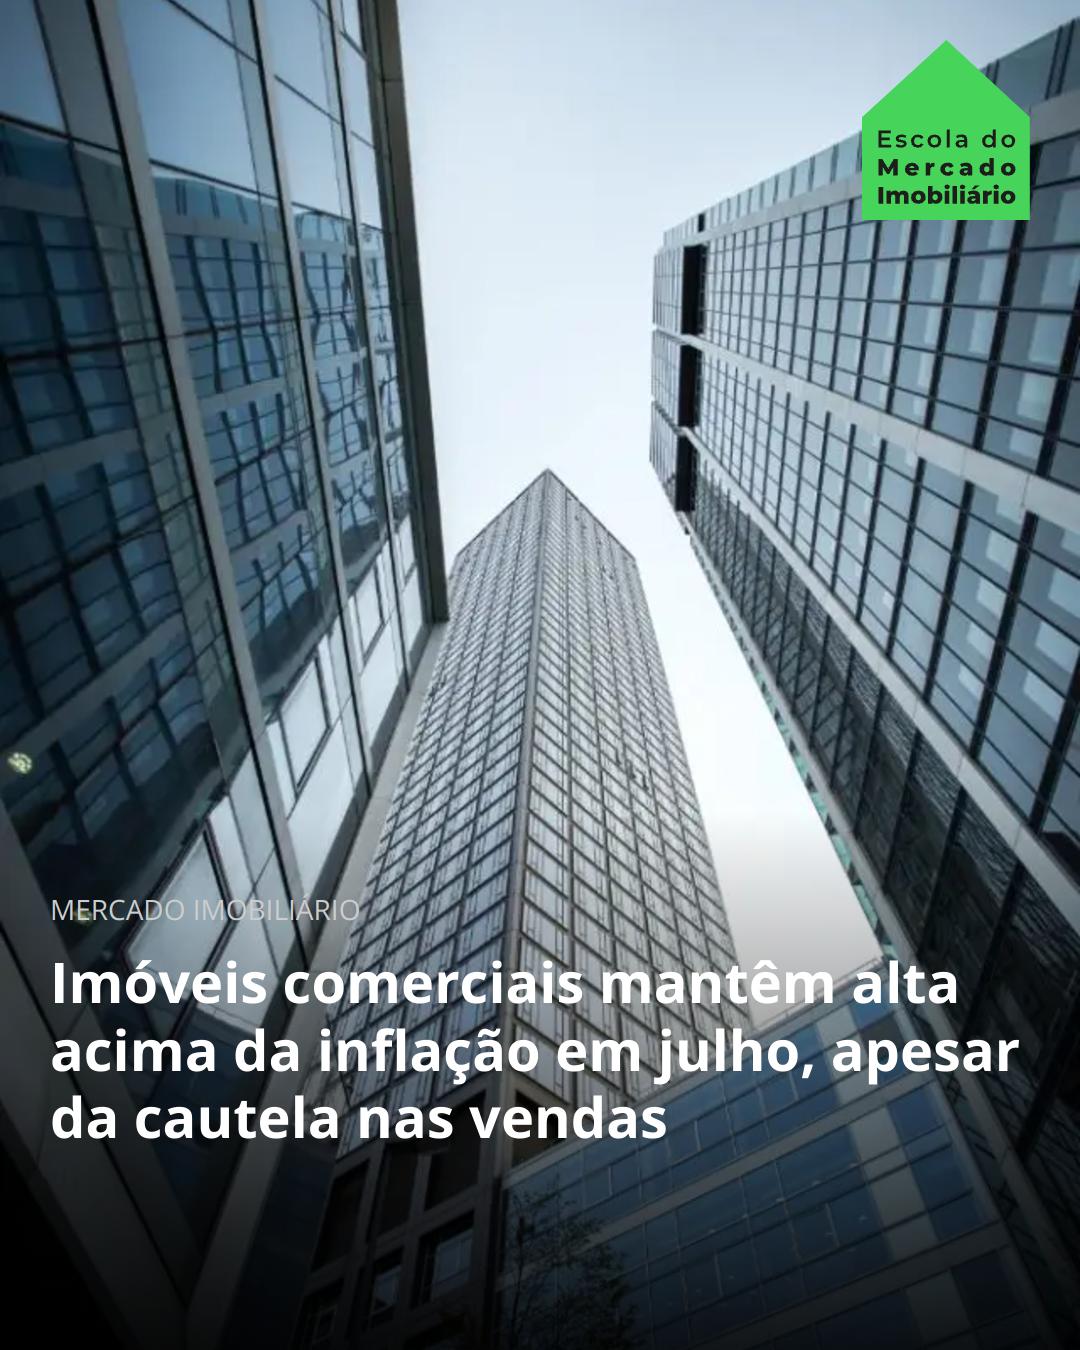 Escola do
Mercado
Imobiliário
MERCADO IMOBILIÁRIO
Imóveis comerciais mantêm alta
acima da inflação em julho, apesar
da cautela nas vendas